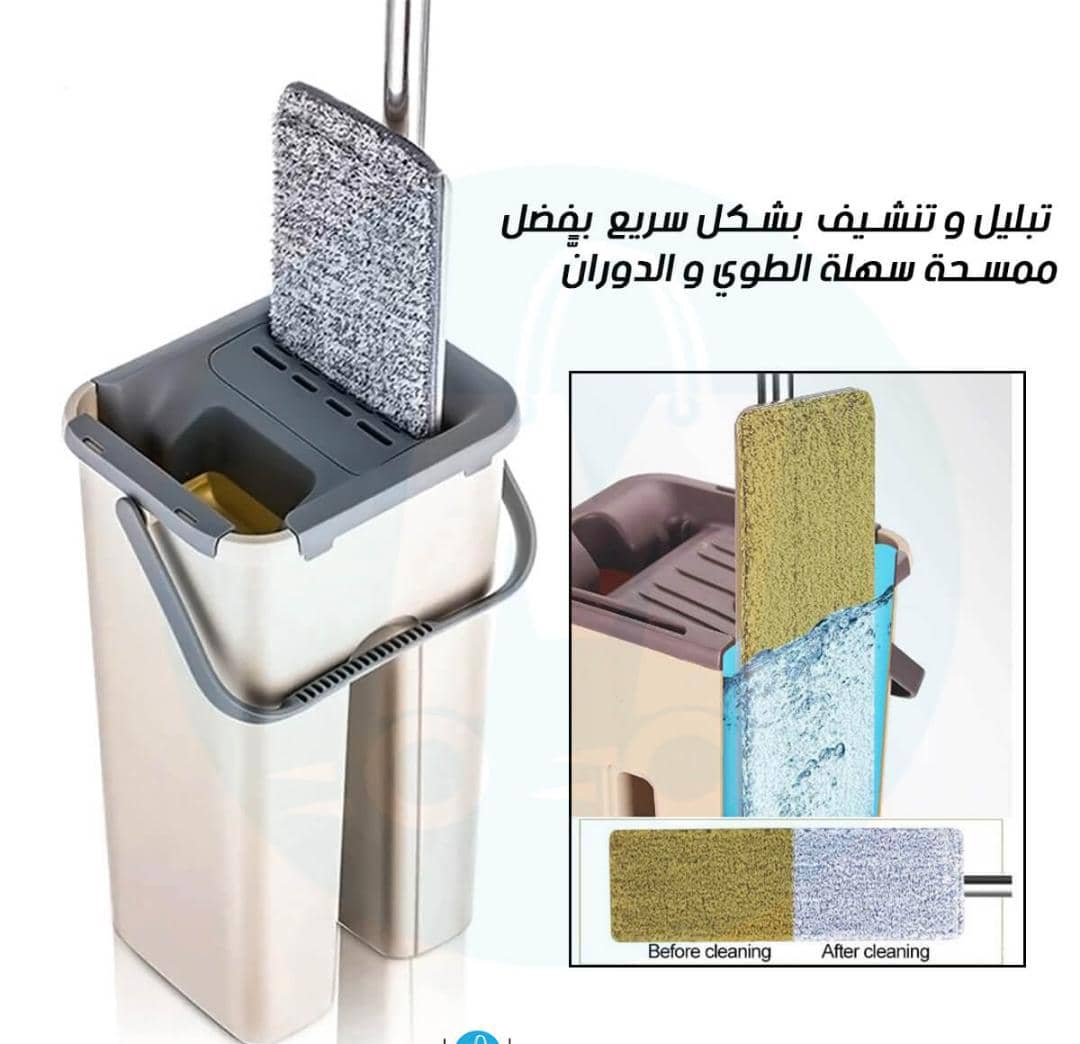 تبليل و تنشيف بشكل سريع بفضل
ممسحة سهلة الطوي و الدوران
Before cleaning
After cleaning